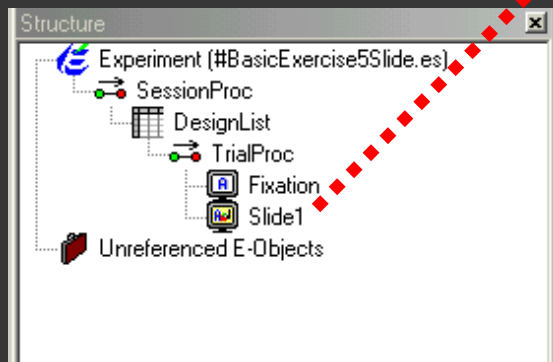 Structure
Experiment (#BasicExercise5Slide.es)
SessionProc
DesignList
TrialProc
Fixation
Slide1
Unreferenced E-Objects